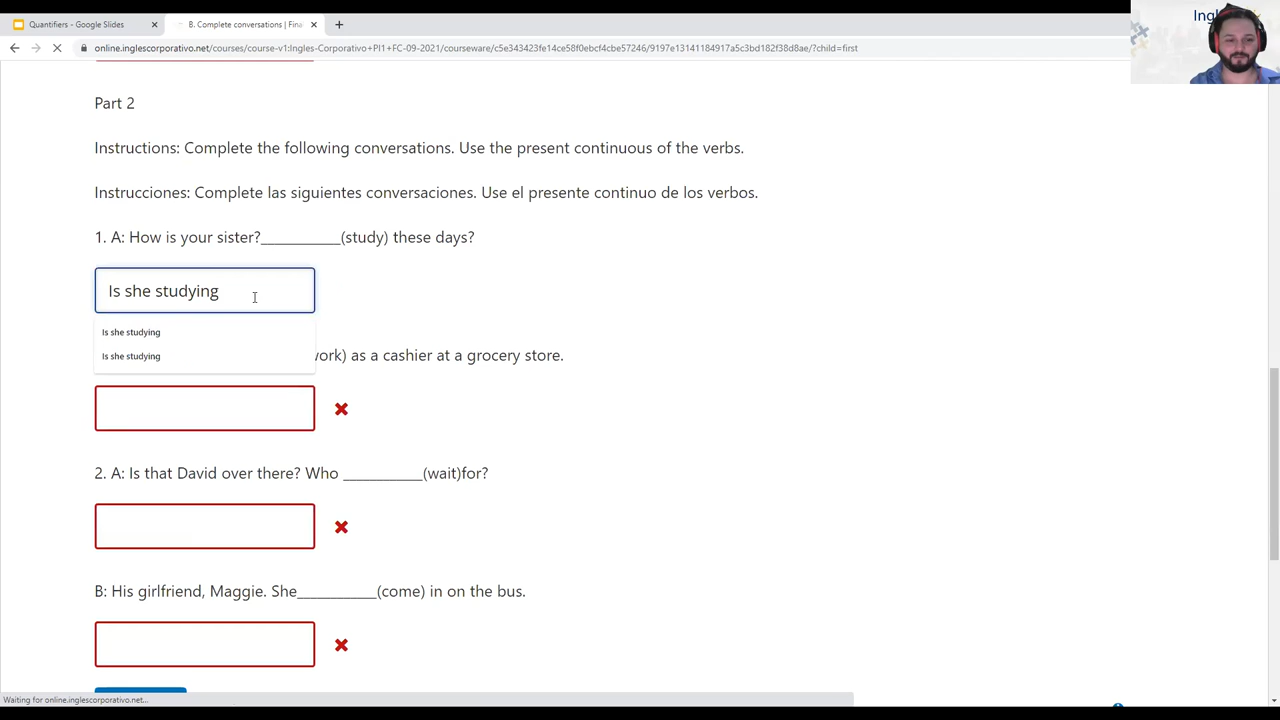 Quantifiers - Google Slides
B. Complete conversations | Fina
online.inglescorporativo.net/courses/course-v1:Ingles-Corporativo+PI1+FC-09-2021/courseware/c5e343423fe14ce58f0ebcf4cbe57246/9197e13141184917a5c3bd182f38d8ae/?child=first
Part 2
Instructions: Complete the following conversations. Use the present continuous of the verbs.
Instrucciones: Complete las siguientes conversaciones. Use el presente continuo de los verbos.
1. A: How is your sister?___________(study) these days?
Is she studying
Is she studying
Is she studying
ork) as a cashier at a grocery store.
2. A: Is that David over there? Who ___________(wait)for?
B: His girlfriend, Maggie. She___________(come) in on the bus.
Waiting for online.inglescorporativo.net...